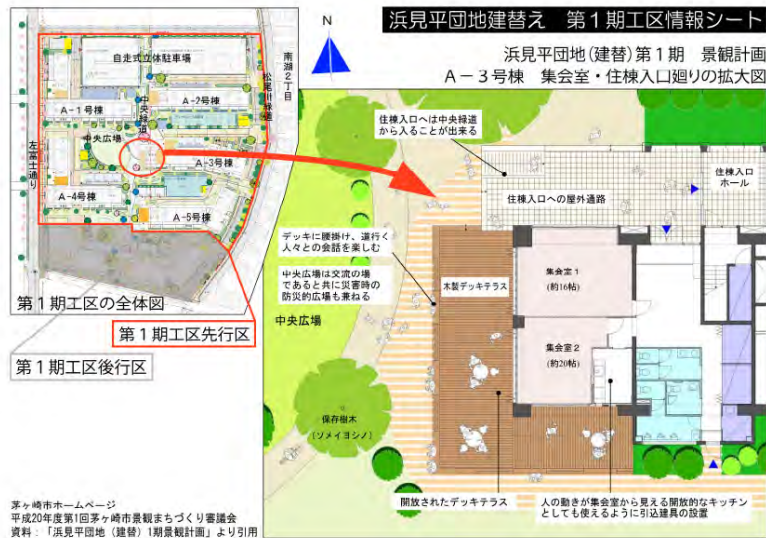 浜見平団地建替え 第1期工区情報シート
浜見平団地(建替)第1期 景観計画
A-3号棟 集会室・住棟入口廻りの拡大図
N
自走式立体駐車場
南湖2丁目
松尾川緑道
A-1号棟
中央緑道
A-2号棟
中央広場
A-3号棟
左富士通り
A-4号棟
A-5号棟
第1期工区の全体図
第1期工区先行区
第1期工区後行区
住棟入口へは中央緑道
から入ることが出来る
住棟入口への屋外通路
住棟入口
ホール
デッキに腰掛け、道行く
人々との会話を楽しむ
中央広場は交流の場
であると共に災害時の
防災的広場も兼ねる
中央広場
木製デッキテラス
集会室1
(約16帖)
集会室2
(約20帖)
保存樹木
(ソメイヨシノ)
開放されたデッキテラス
人の動きが集会室から見える開放的なキッチン
としても使えるように引込建具の設置
茅ヶ崎市ホームページ
平成20年度第1回茅ヶ崎市景観まちづくり審議会
資料:「浜見平団地(建替)1期景観計画」より引用